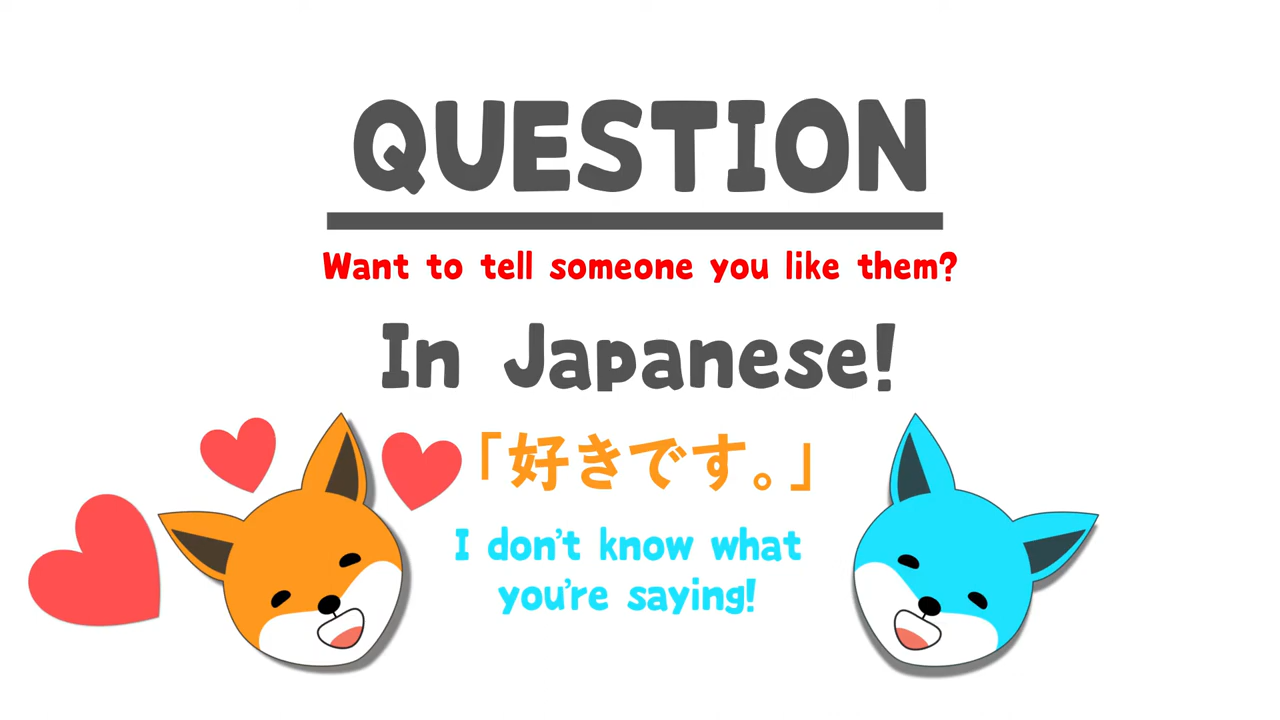 QUESTION
Want to tell someone you like them?
In Japanese!
「好きです。」
I don't know what
you're saying!